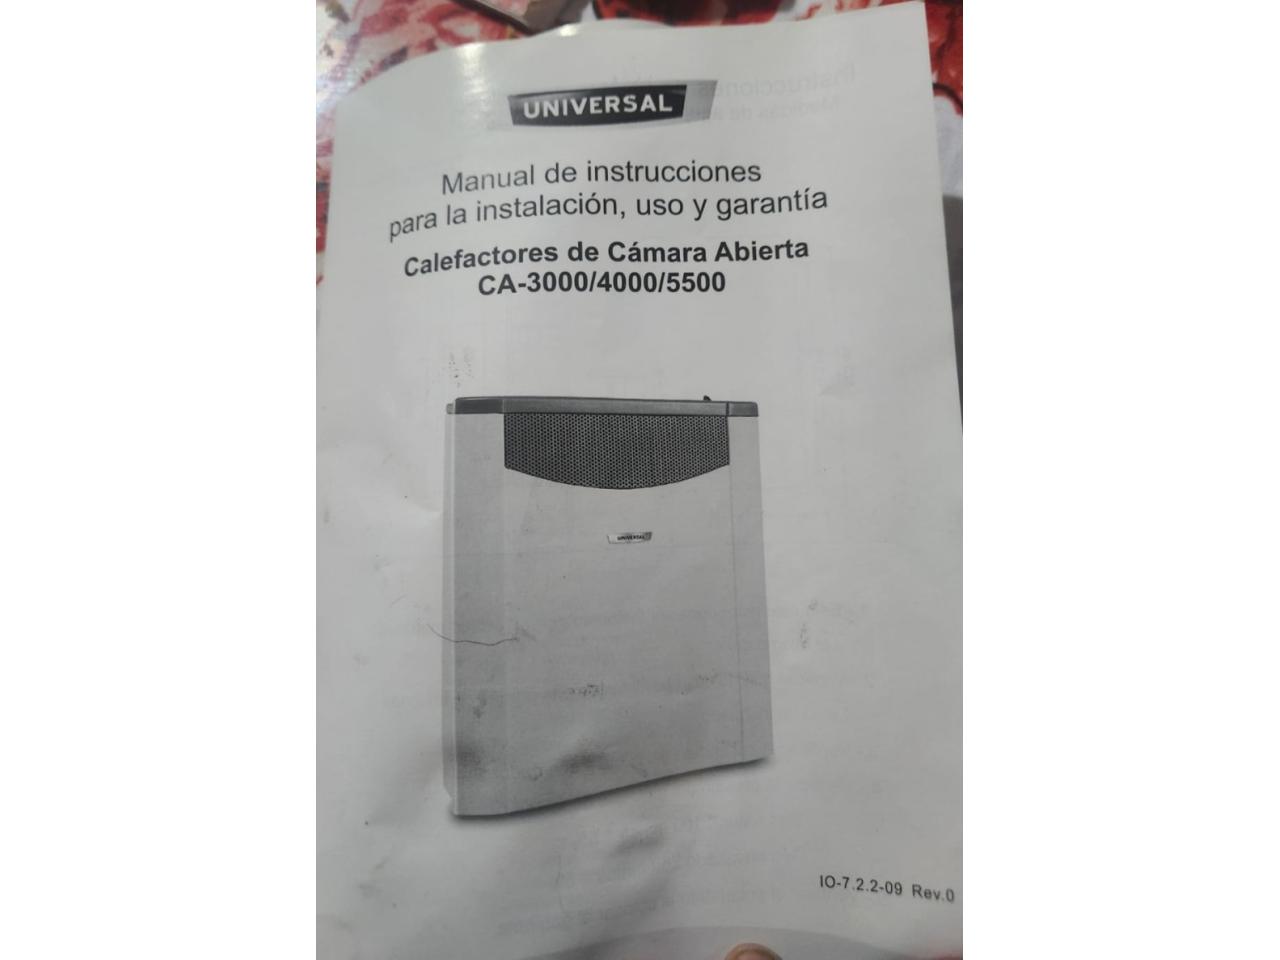 UNIVERSAL
Manual de instrucciones
para la instalación, uso y garantía
Calefactores de Cámara Abierta
CA-3000/4000/5500
UNIVERSAL
IO-7.2.2-09 Rev.0